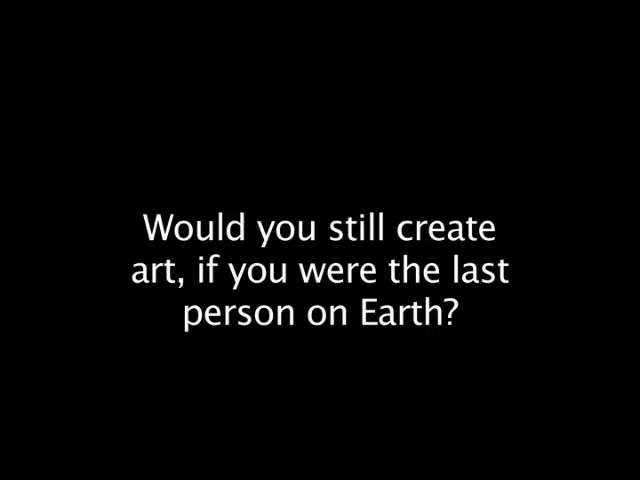 Would you still create
art, if you were the last
person on Earth?